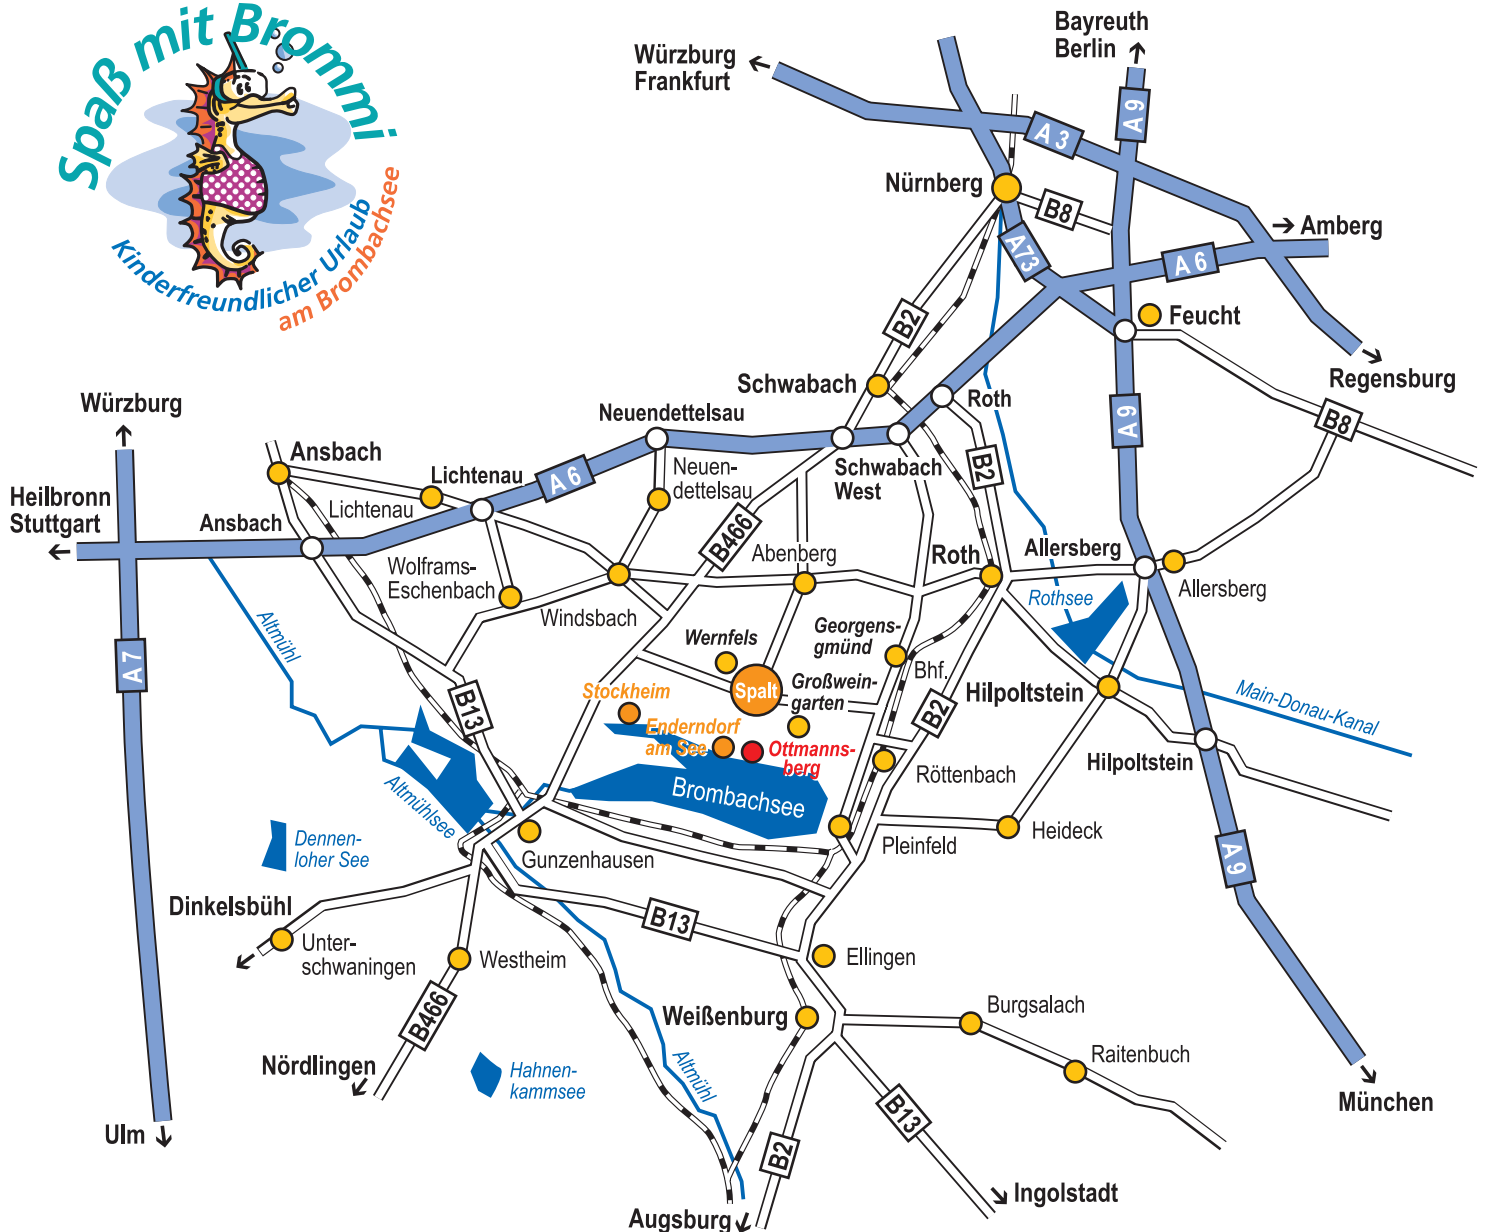 Spaß mit Brommi
Kinderfreundlicher Urlaub
am Brombachsee
Würzburg
Frankfurt
Bayreuth
Berlin
A 9
A 3
Nürnberg
B8
Amberg
A73
A 6
B2
Feucht
Regensburg
Schwabach
Roth
Würzburg
Neuendettelsau
A 9
B8
Ansbach
Lichtenau
A 6
Neuen-
dettelsau
Schwabach
West
B2
Heilbronn
Stuttgart
Ansbach
Lichtenau
B466
Abenberg
Roth
Allersberg
Wolframs-
Eschenbach
Allersberg
Rothsee
Windsbach
Altmühl
A 7
Wernfels
Georgens-
gmünd
Bhf.
Spalt
Großwein-
garten
Hilpoltstein
Main-Donau-Kanal
Stockheim
B13
B2
Enderndorf
am See
Ottmanns-
berg
Hilpoltstein
Röttenbach
Altmühlsee
Brombachsee
Dennen-
loher See
Gunzenhausen
Pleinfeld
Heideck
A 9
Dinkelsbühl
B13
Unter-
schwaningen
Westheim
Ellingen
B466
Weißenburg
Burgsalach
Raitenbuch
Nördlingen
Hahnen-
kammsee
Altmühl
B13
München
Ulm
B2
Ingolstadt
Augsburg